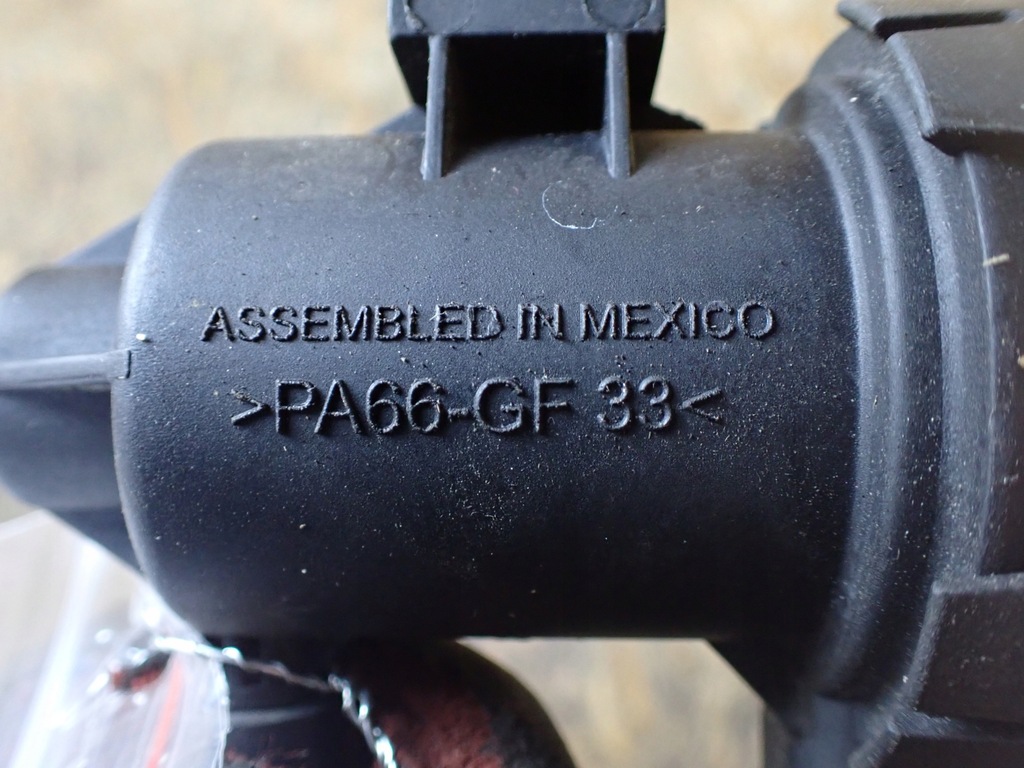 ASSEMBLED IN MEXICO
>PA66-GF 33<